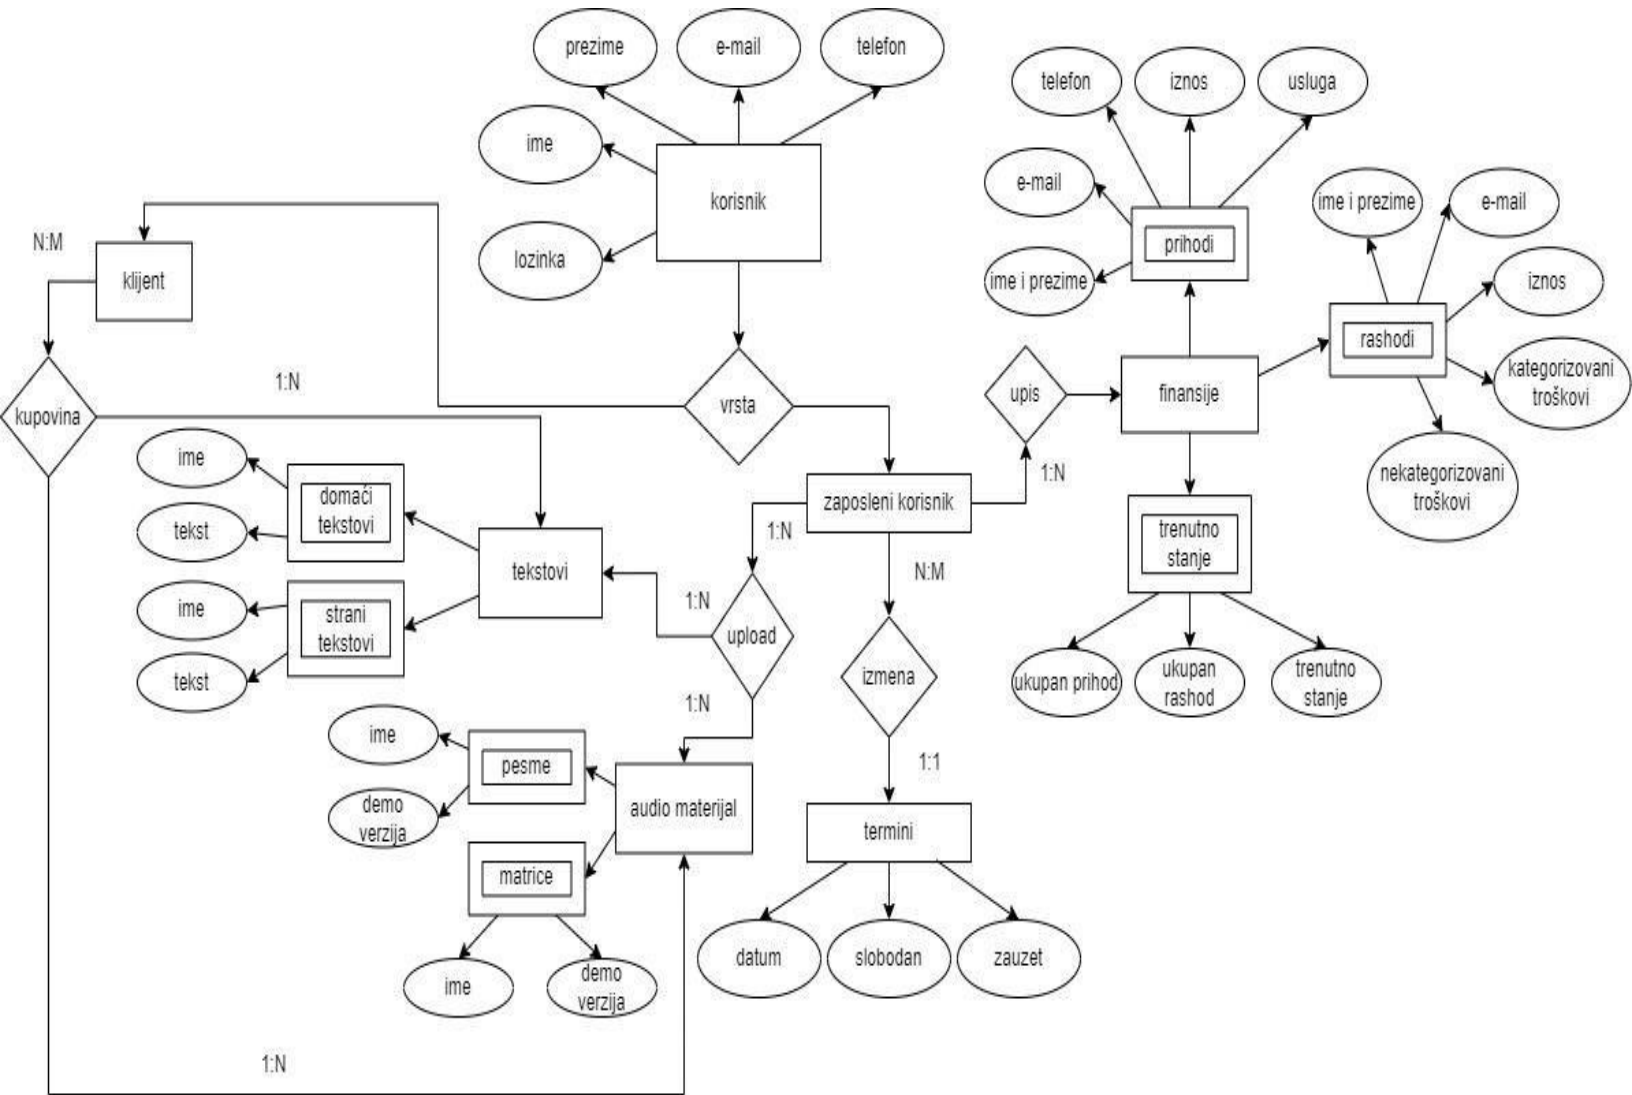 prezime
e-mail
telefon
ime
korisnik
lozinka
telefon
iznos
usluga
e-mail
prihodi
ime i prezime
ime i prezime
e-mail
iznos
rashodi
kategorizovani
troškovi
nekategorizovani
troškovi
N:M
klijent
kupovina
1:N
vrsta
upis
finansije
1:N
zaposleni korisnik
1:N
N:M
ime
tekst
domaći
tekstovi
ime
tekst
strani
tekstovi
tekstovi
1:N
upload
1:N
izmena
1:1
trenutno
stanje
ukupan prihod
ukupan
rashod
trenutno
stanje
ime
demo
verzija
pesme
audio materijal
matrice
ime
demo
verzija
termini
datum
slobodan
zauzet
1:N